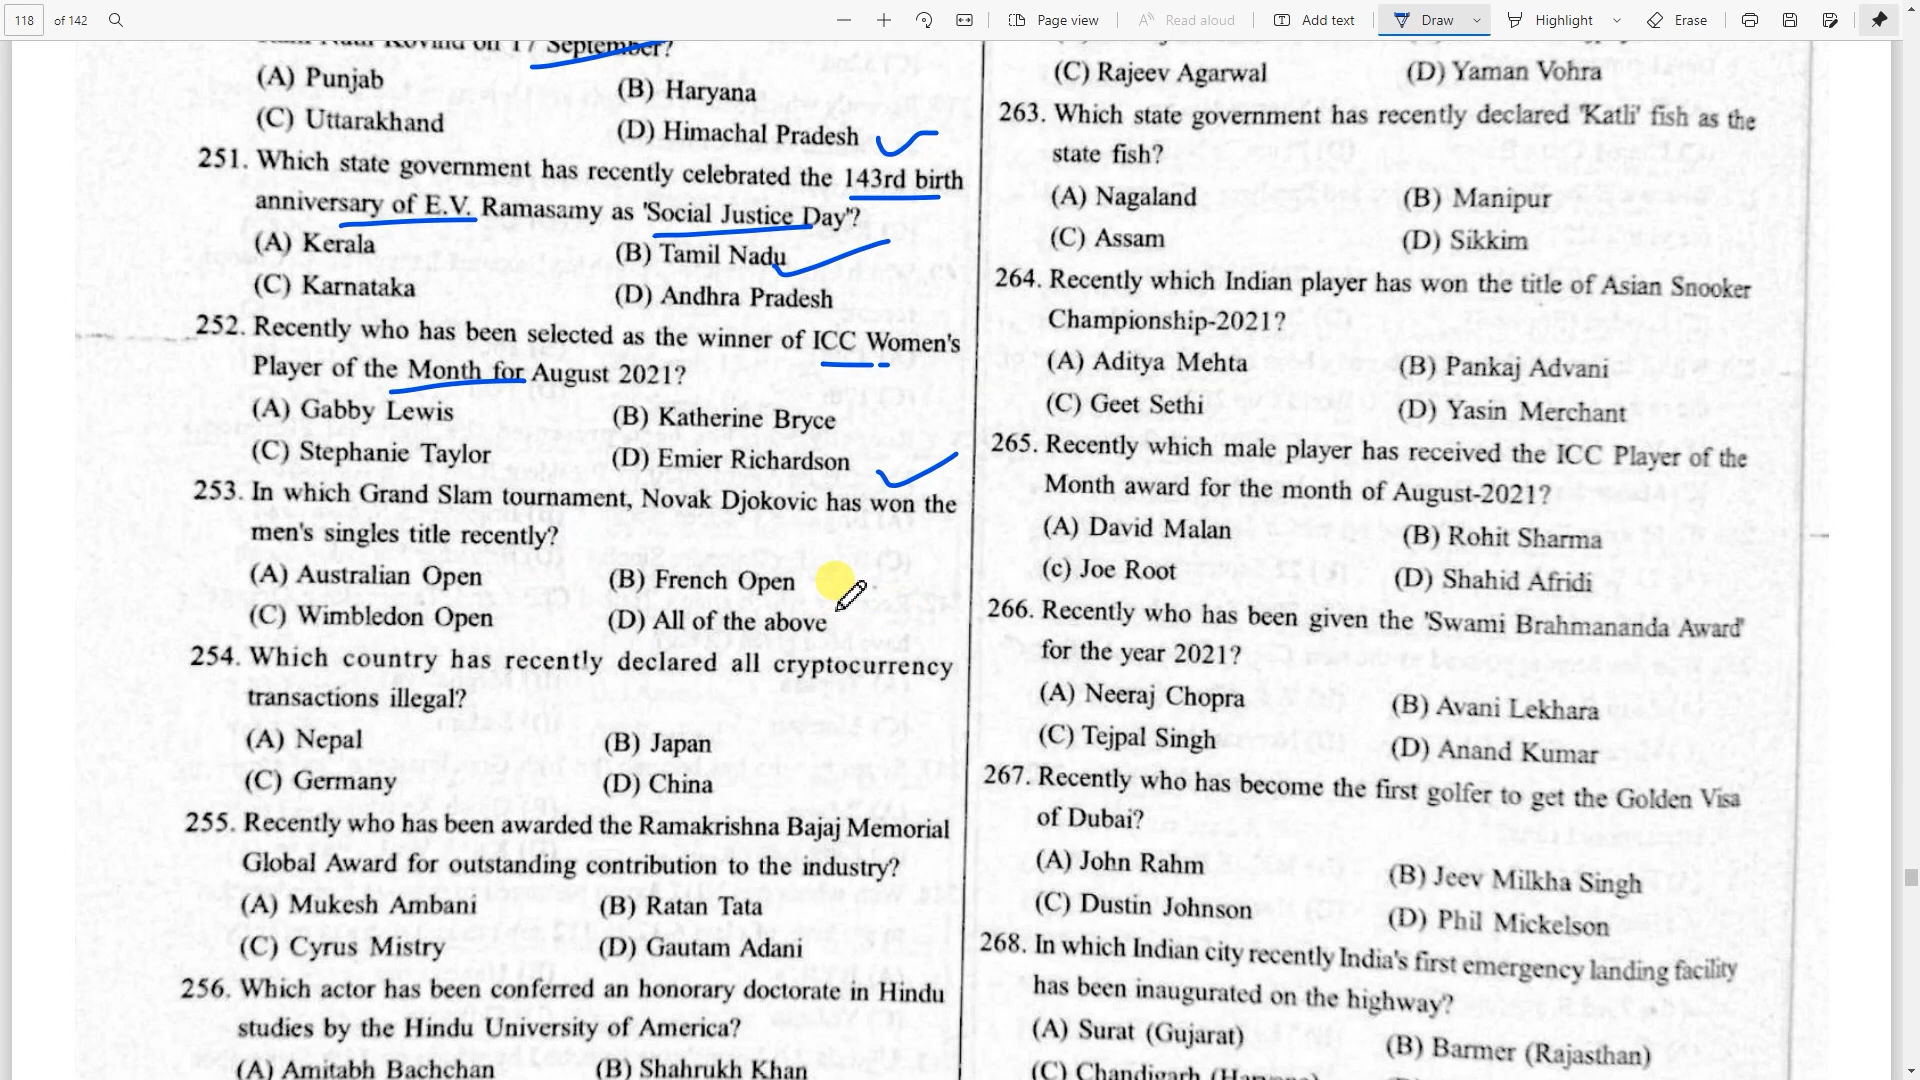 118 of 142
Page view
Read aloud
Add text
Draw
Highlight
Erase
September?
(A) Punjab
(B) Haryana
(C) Uttarakhand
(D) Himachal Pradesh
251. Which state government has recently celebrated the 143rd birth
anniversary of E.V. Ramasamy as 'Social Justice Day'?
(A) Kerala
(B) Tamil Nadu
(C) Karnataka
(D) Andhra Pradesh
252. Recently who has been selected as the winner of ICC Women's
Player of the Month for August 2021?
(A) Gabby Lewis
(B) Katherine Bryce
(C) Stephanie Taylor
(D) Emier Richardson
253. In which Grand Slam tournament, Novak Djokovic has won the
men's singles title recently?
(A) Australian Open
(B) French Open
(C) Wimbledon Open
(D) All of the above
254. Which country has recently declared all cryptocurrency
transactions illegal?
(A) Nepal
(B) Japan
(C) Germany
(D) China
255. Recently who has been awarded the Ramakrishna Bajaj Memorial
Global Award for outstanding contribution to the industry?
(A) Mukesh Ambani
(B) Ratan Tata
(C) Cyrus Mistry
(D) Gautam Adani
256. Which actor has been conferred an honorary doctorate in Hindu
studies by the Hindu University of America?
(A) Amitabh Bachchan
(B) Shahrukh Khan
(C) Rajeev Agarwal
(D) Yaman Vohra
263. Which state government has recently declared 'Katli' fish as the
state fish?
(A) Nagaland
(B) Manipur
(C) Assam
(D) Sikkim
264. Recently which Indian player has won the title of Asian Snooker
Championship-2021?
(A) Aditya Mehta
(B) Pankaj Advani
(C) Geet Sethi
(D) Yasin Merchant
265. Recently which male player has received the ICC Player of the
Month award for the month of August-2021?
(A) David Malan
(B) Rohit Sharma
(c) Joe Root
(D) Shahid Afridi
266. Recently who has been given the 'Swami Brahmananda Award'
for the year 2021?
(A) Neeraj Chopra
(B) Avani Lekhara
(C) Tejpal Singh
(D) Anand Kumar
267. Recently who has become the first golfer to get the Golden Visa
of Dubai?
(A) John Rahm
(B) Jeev Milkha Singh
(C) Dustin Johnson
(D) Phil Mickelson
268. In which Indian city recently India's first emergency landing facility
has been inaugurated on the highway?
(A) Surat (Gujarat)
(B) Barmer (Rajasthan)
(C) Chandigarh